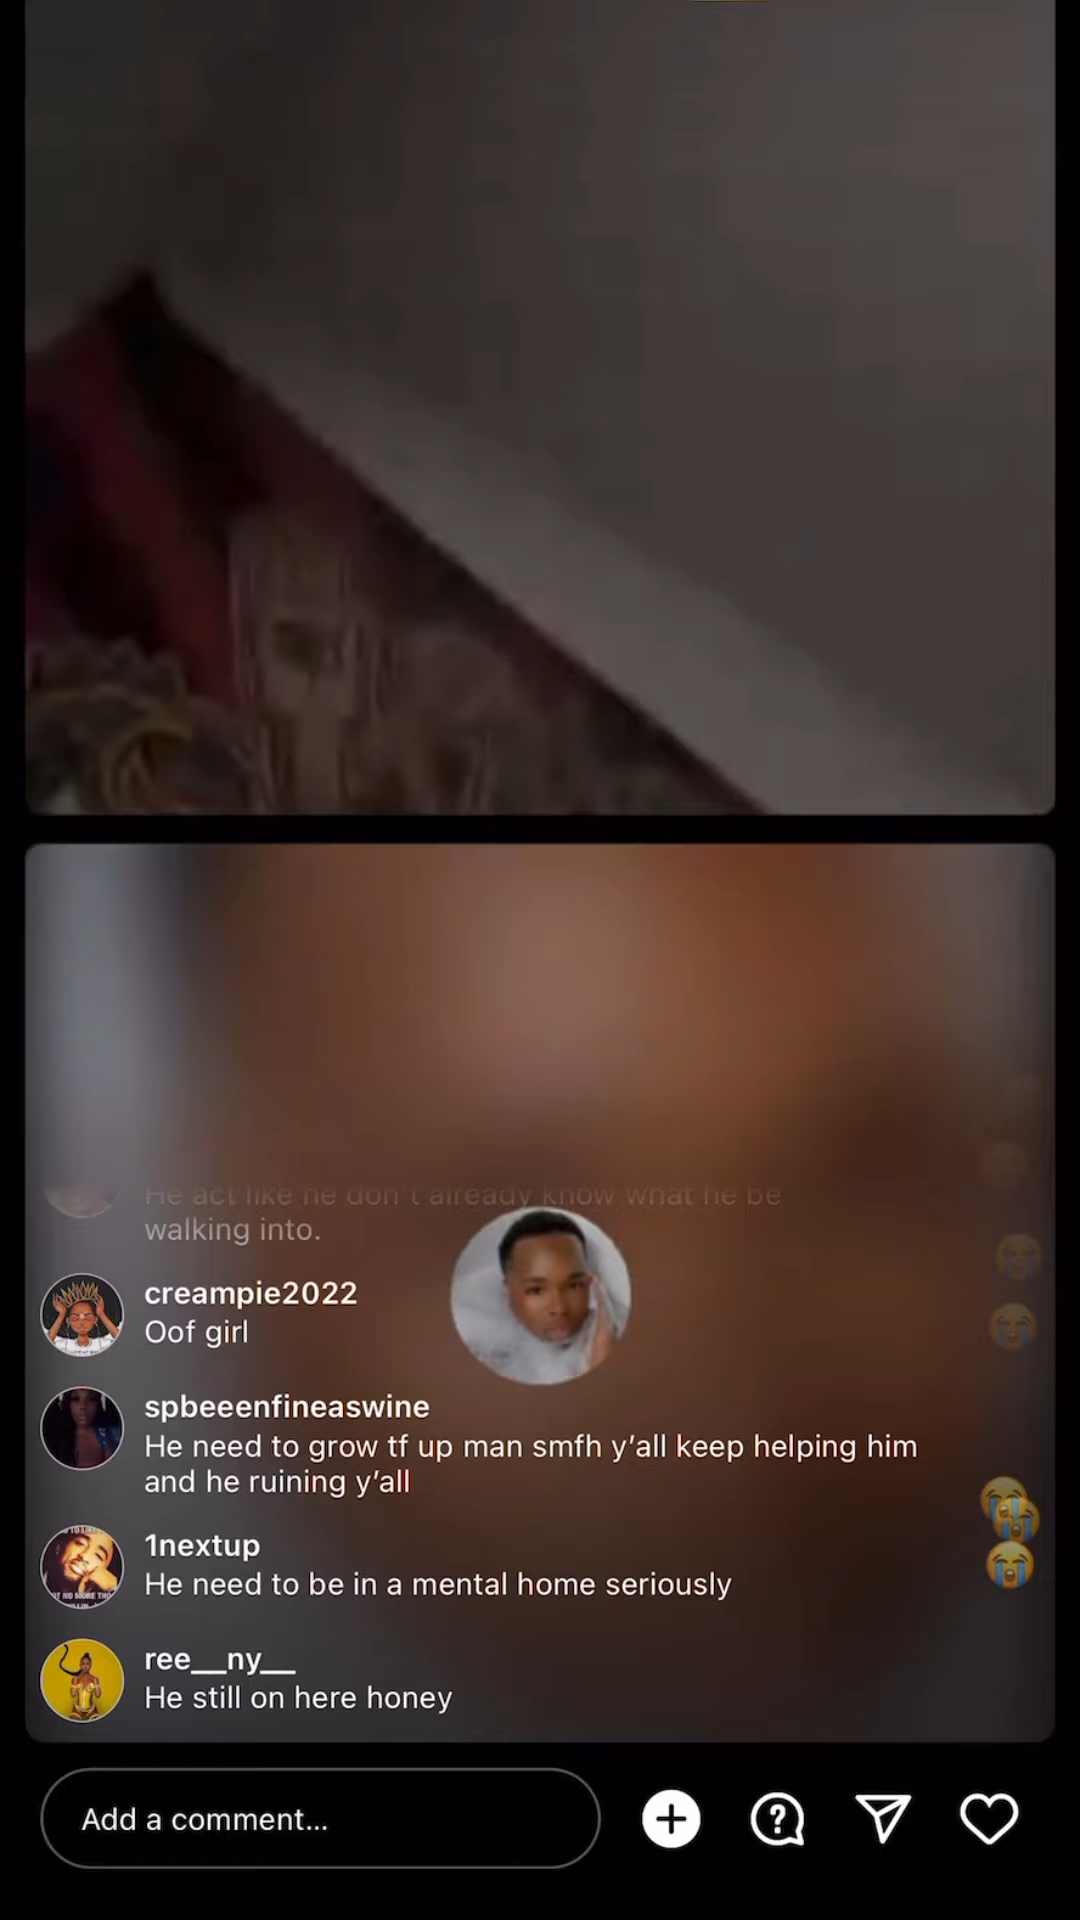 He act like he don't already know what he be
walking into.
creampie2022
Oof girl
spbeeenfineaswine
He need to grow tf up man smfh y’all keep helping him
and he ruining y’all
1nextup
He need to be in a mental home seriously
ree__ny__
He still on here honey
Add a comment...